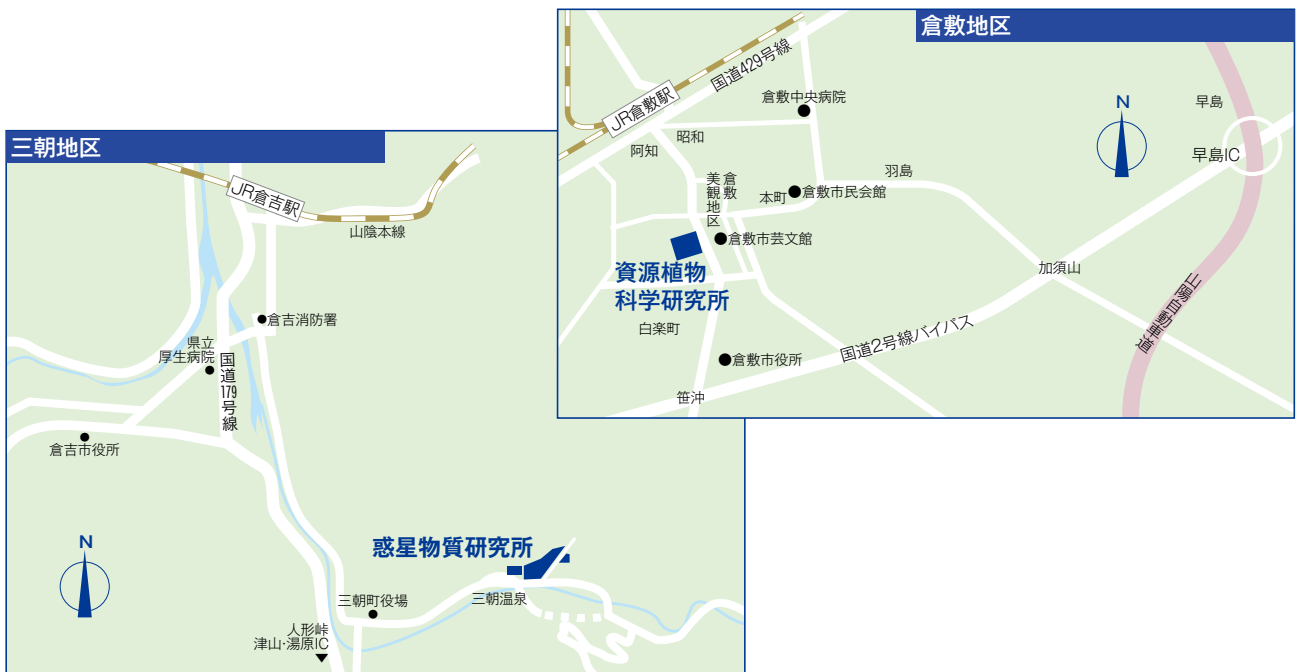 三朝地区
JR倉吉駅
山陰本線
倉吉消防署
県立
厚生病院
国道179号線
倉吉市役所
N
惑星物質研究所
三朝町役場
三朝温泉
人形峠
津山・湯原IC
倉敷地区
国道429号線
JR倉敷駅
倉敷中央病院
昭和
阿知
N
早島
早島IC
羽島
倉敷
美観地区
本町
倉敷市民会館
倉敷市芸文館
資源植物
科学研究所
加須山
白楽町
山陽自動車道
国道2号線バイパス
倉敷市役所
笹沖